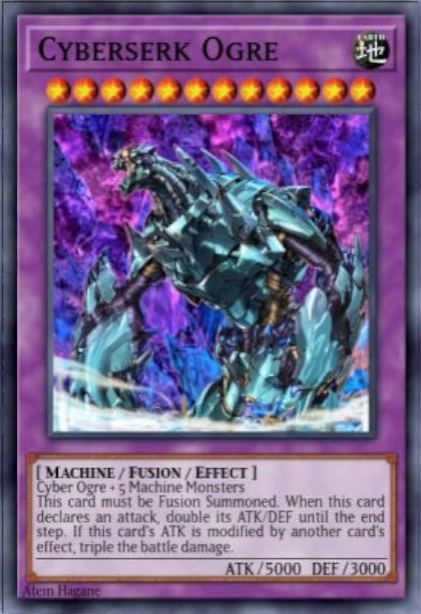 CYBERSERK OGRE
EARTH
地
[ MACHINE / FUSION / EFFECT ]
Cyber Ogre + 5 Machine Monsters
This card must be Fusion Summoned. When this card
declares an attack, double its ATK/DEF until the end
step. If this card's ATK is modified by another card's
effect, triple the battle damage.
ATK/5000 DEF/3000
Atem Hagane